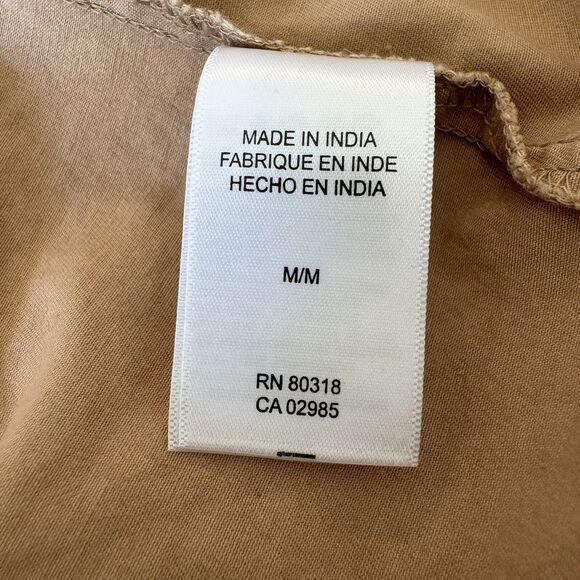 MADE IN INDIA
FABRIQUE EN INDE
HECHO EN INDIA
M/M
RN 80318
CA 02985